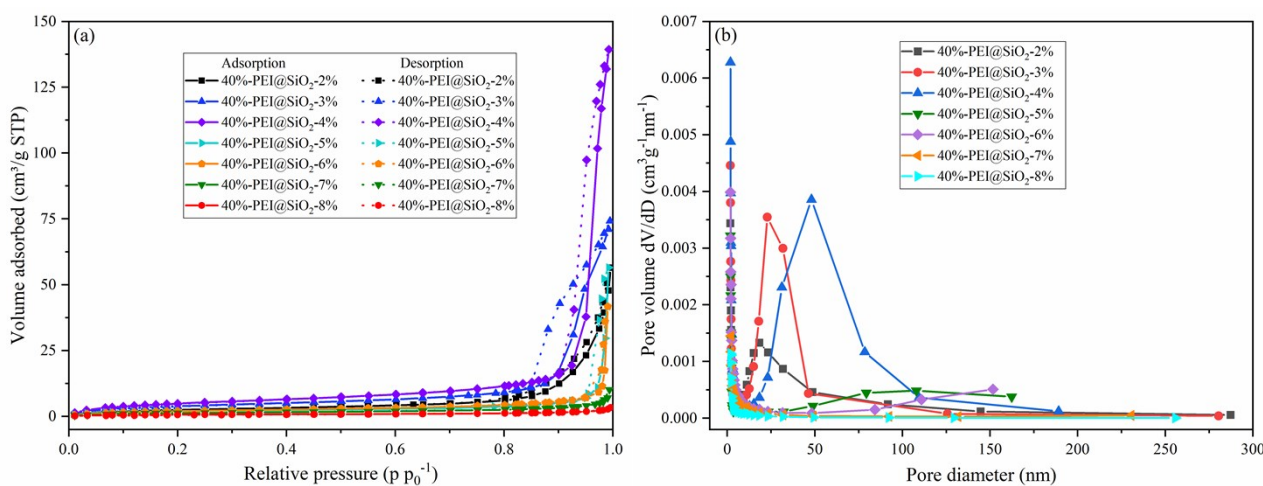 (a)
Adsorption Desorption
40%-PEI@SiO₂-2% 40%-PEI@SiO₂-2%
40%-PEI@SiO₂-3% 40%-PEI@SiO₂-3%
40%-PEI@SiO₂-4% 40%-PEI@SiO₂-4%
40%-PEI@SiO₂-5% 40%-PEI@SiO₂-5%
40%-PEI@SiO₂-6% 40%-PEI@SiO₂-6%
40%-PEI@SiO₂-7% 40%-PEI@SiO₂-7%
40%-PEI@SiO₂-8% 40%-PEI@SiO₂-8%
Volume adsorbed (cm³/g STP)
150
125
100
75
50
25
0
0.0 0.2 0.4 0.6 0.8 1.0
Relative pressure (p p₀⁻¹)
(b)
40%-PEI@SiO₂-2%
40%-PEI@SiO₂-3%
40%-PEI@SiO₂-4%
40%-PEI@SiO₂-5%
40%-PEI@SiO₂-6%
40%-PEI@SiO₂-7%
40%-PEI@SiO₂-8%
Pore volume dV/dD (cm³g⁻¹nm⁻¹)
0.007
0.006
0.005
0.004
0.003
0.002
0.001
0.000
0 50 100 150 200 250 300
Pore diameter (nm)